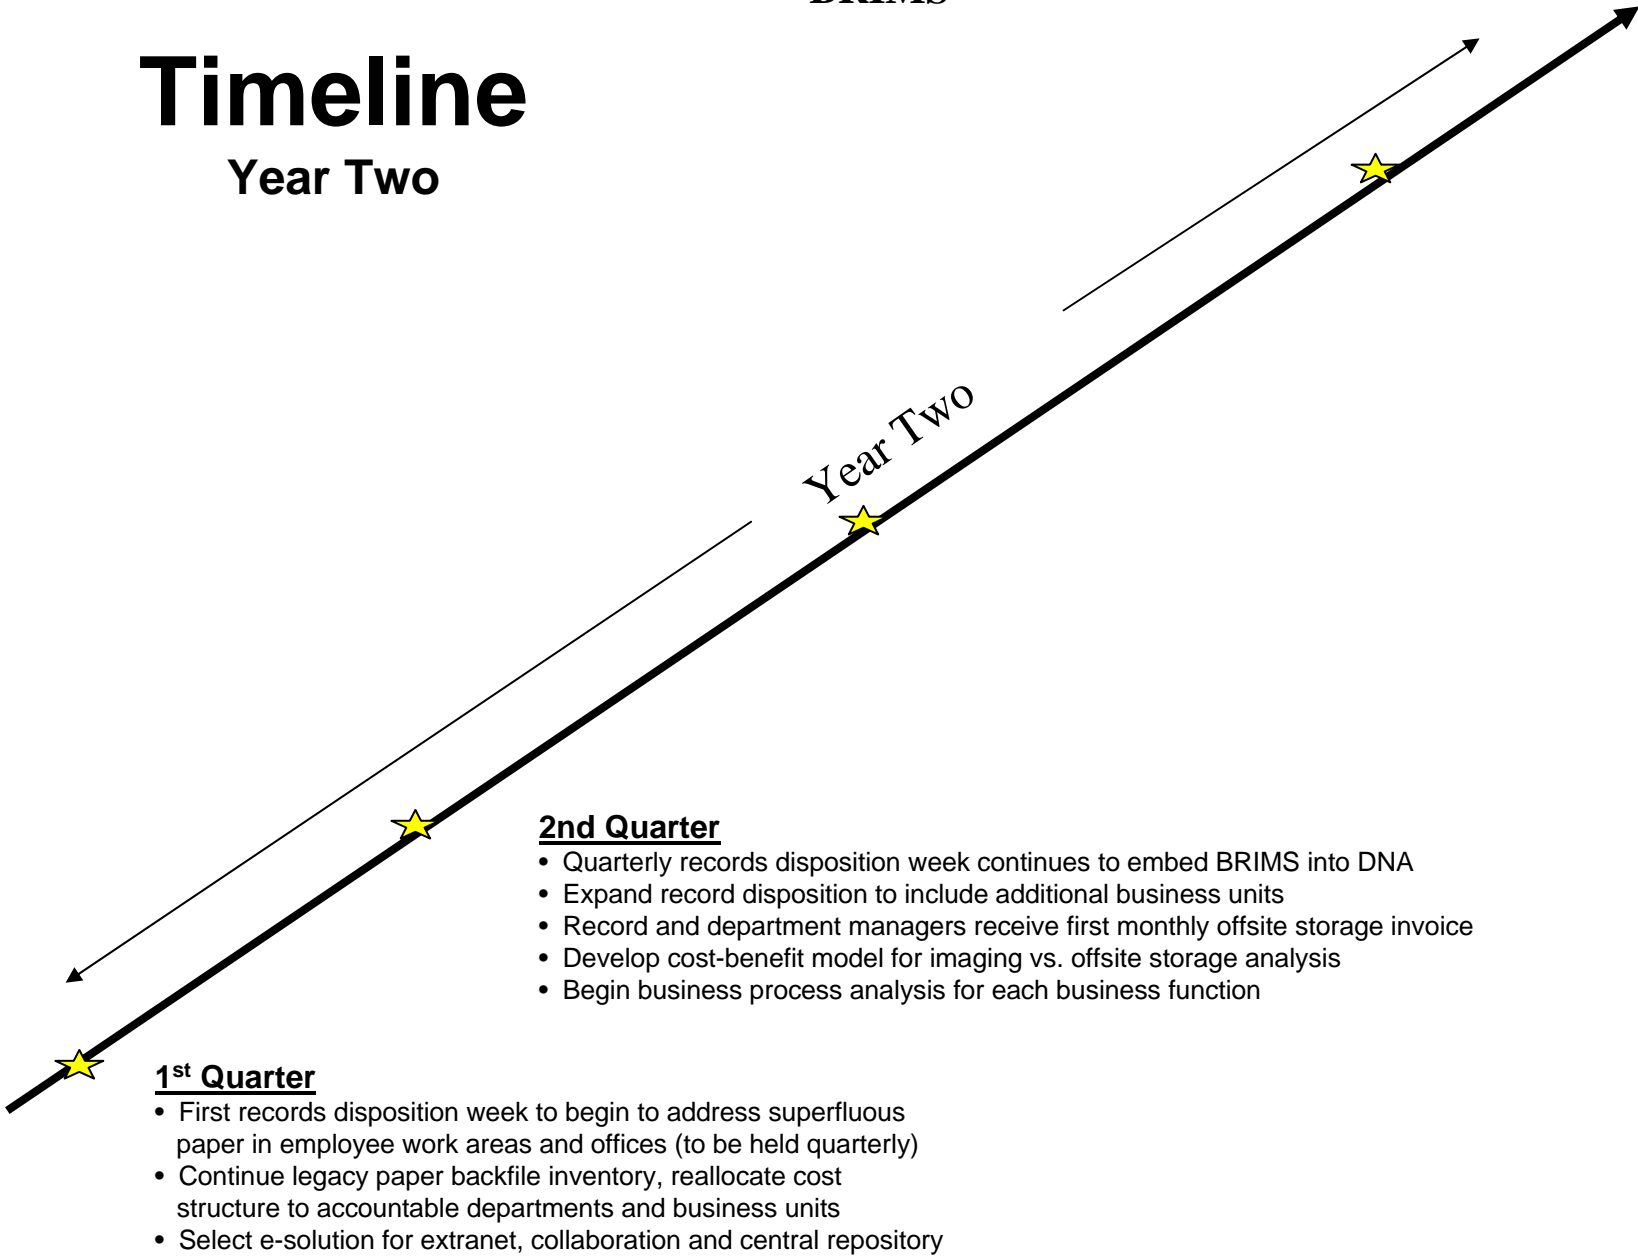 BRIMS
Timeline
Year Two
Year Two
2nd Quarter
• Quarterly records disposition week continues to embed BRIMS into DNA
• Expand record disposition to include additional business units
• Record and department managers receive first monthly offsite storage invoice
• Develop cost-benefit model for imaging vs. offsite storage analysis
• Begin business process analysis for each business function
1st Quarter
• First records disposition week to begin to address superfluous
paper in employee work areas and offices (to be held quarterly)
• Continue legacy paper backfile inventory, reallocate cost
structure to accountable departments and business units
• Select e-solution for extranet, collaboration and central repository